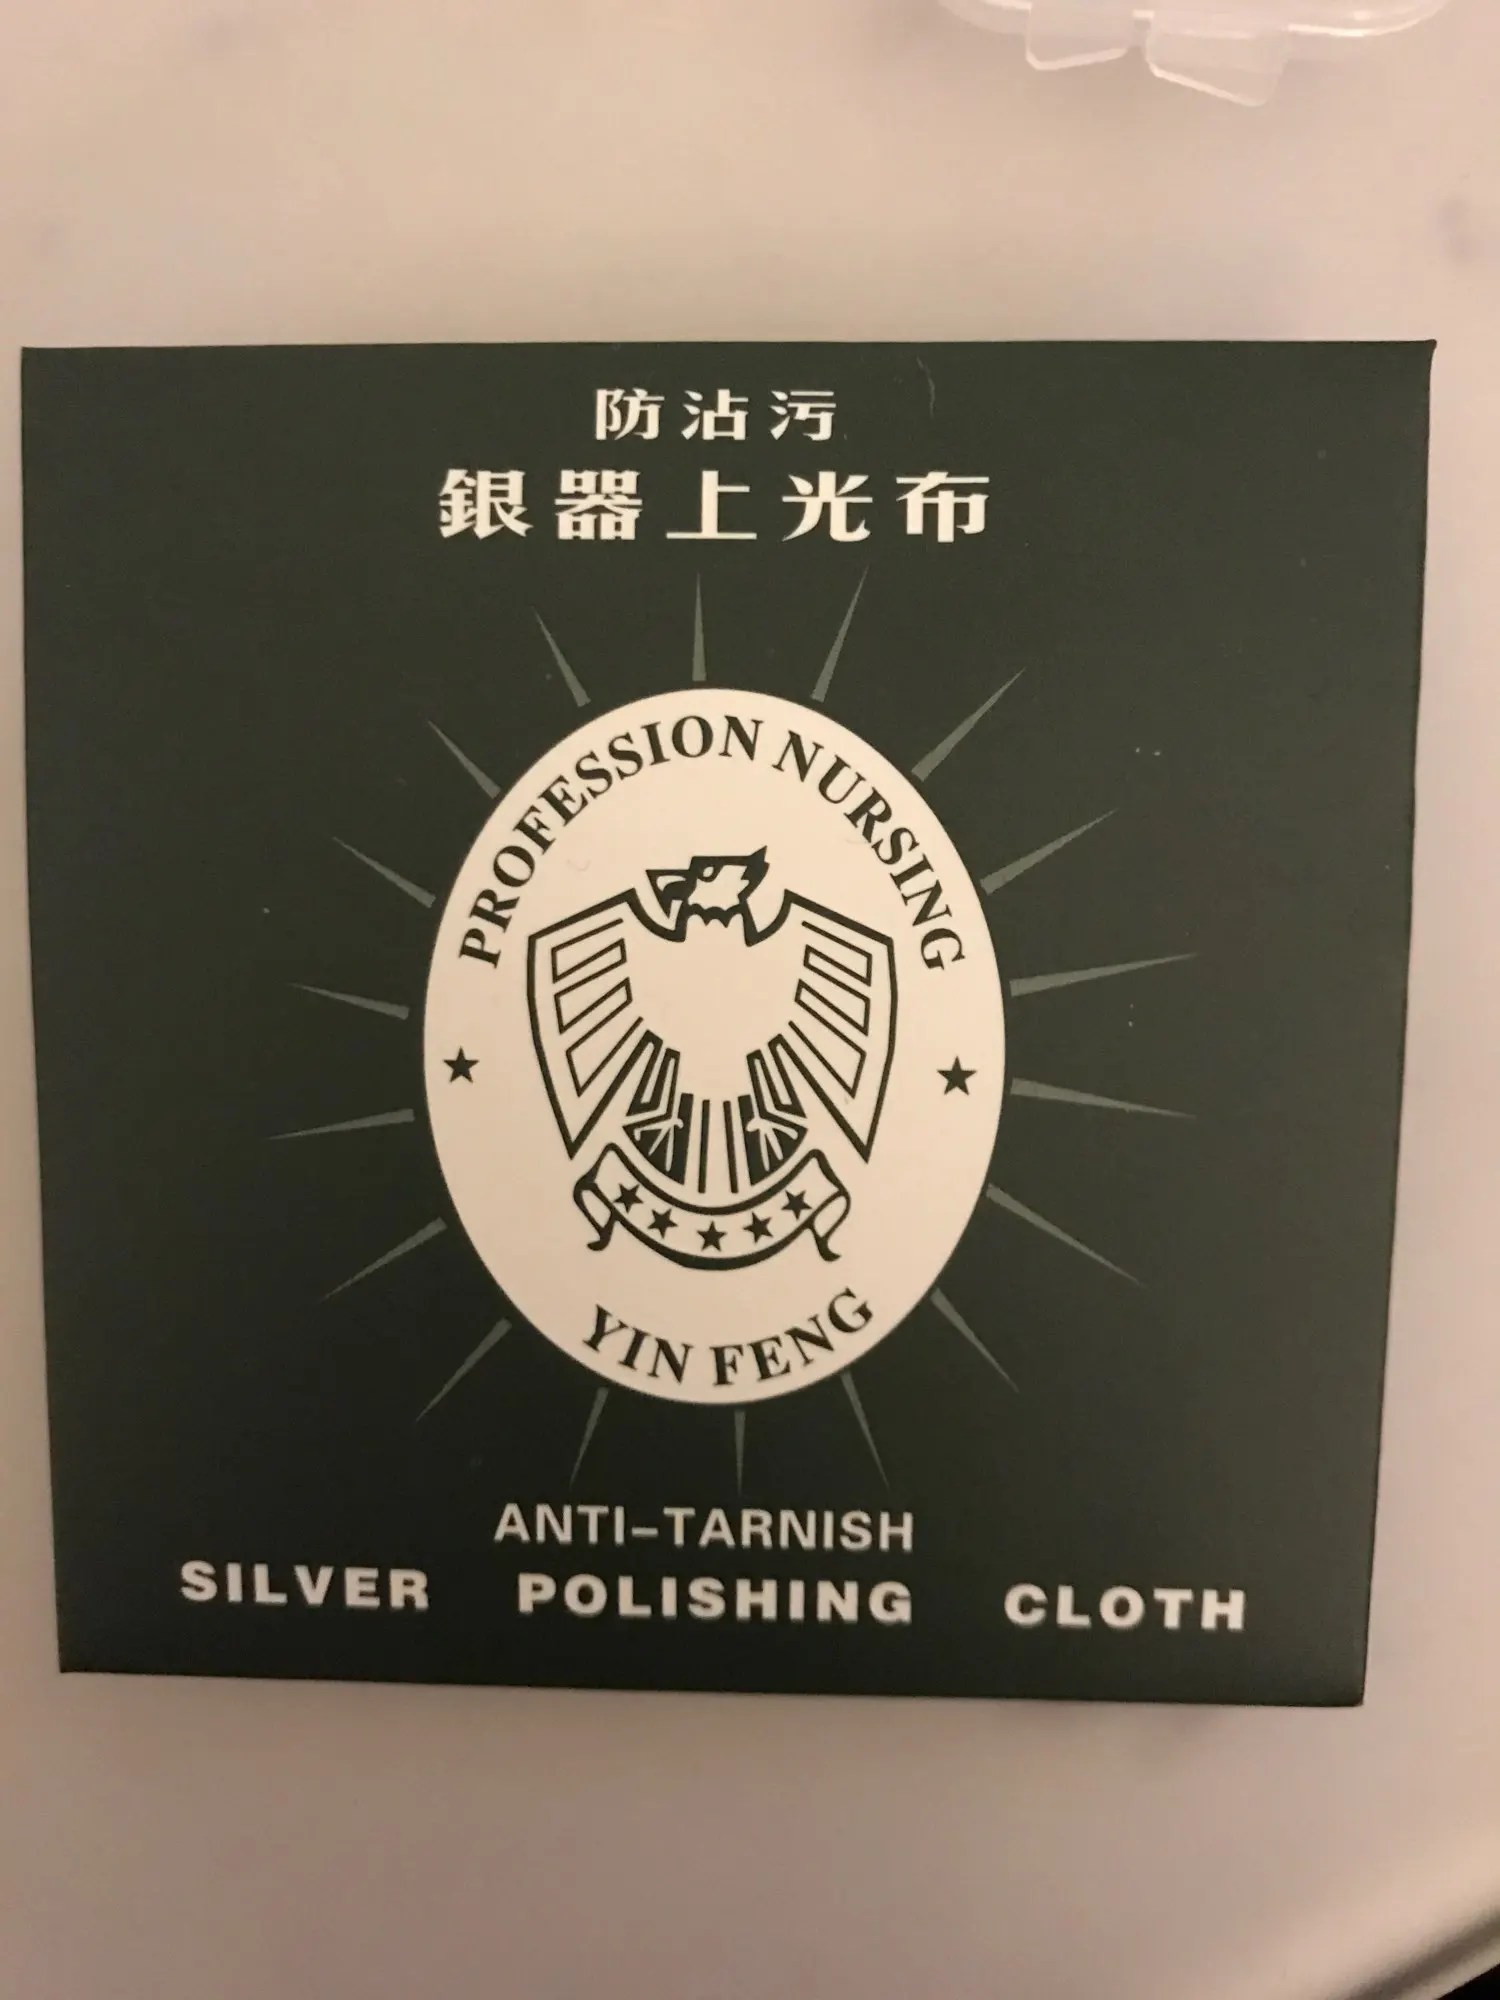 防沾污
銀器上光布
PROFESSION NURSING
YIN FENG
ANTI-TARNISH
SILVER POLISHING CLOTH